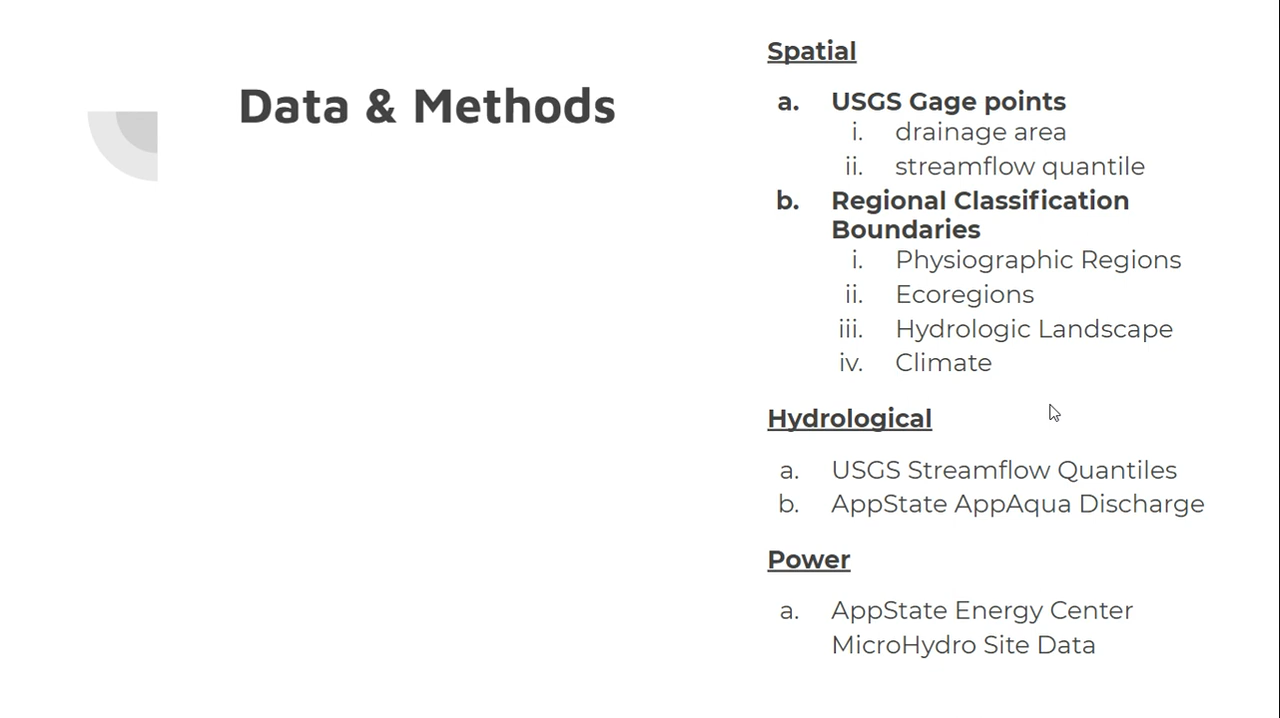 Data & Methods
Spatial
a. USGS Gage points
i. drainage area
ii. streamflow quantile
b. Regional Classification
Boundaries
i. Physiographic Regions
ii. Ecoregions
iii. Hydrologic Landscape
iv. Climate
Hydrological
a. USGS Streamflow Quantiles
b. AppState AppAqua Discharge
Power
a. AppState Energy Center
MicroHydro Site Data